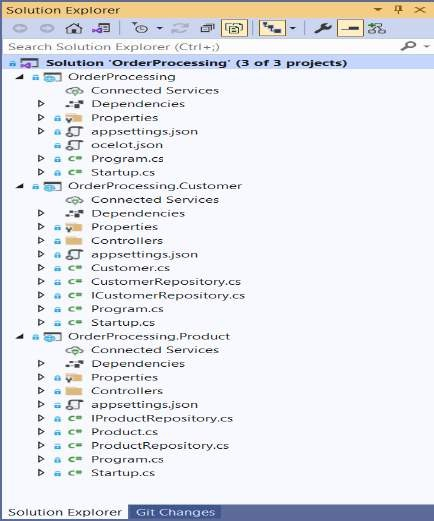 Solution Explorer
Search Solution Explorer (Ctrl+;)
Solution 'OrderProcessing' (3 of 3 projects)
OrderProcessing
Connected Services
Dependencies
Properties
appsettings.json
ocelot.json
Program.cs
Startup.cs
OrderProcessing.Customer
Connected Services
Dependencies
Properties
Controllers
appsettings.json
C# Customer.cs
C# CustomerRepository.cs
C# ICustomerRepository.cs
C# Program.cs
C# Startup.cs
OrderProcessing.Product
Connected Services
Dependencies
Properties
Controllers
appsettings.json
C# IProductRepository.cs
C# Product.cs
C# ProductRepository.cs
C# Program.cs
C# Startup.cs
Solution Explorer Git Changes